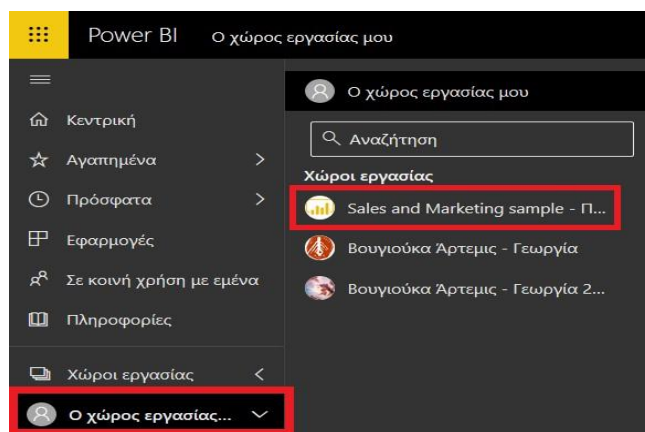 Power BI Ο χώρος εργασίας μου
Κεντρική
Αγαπημένα
Πρόσφατα
Εφαρμογές
Σε κοινή χρήση με εμένα
Πληροφορίες
Χώροι εργασίας
Ο χώρος εργασίας...
Ο χώρος εργασίας μου
Αναζήτηση
Χώροι εργασίας
Sales and Marketing sample - Π...
Βουγιούκα Άρτεμις - Γεωργία
Βουγιούκα Άρτεμις - Γεωργία 2...